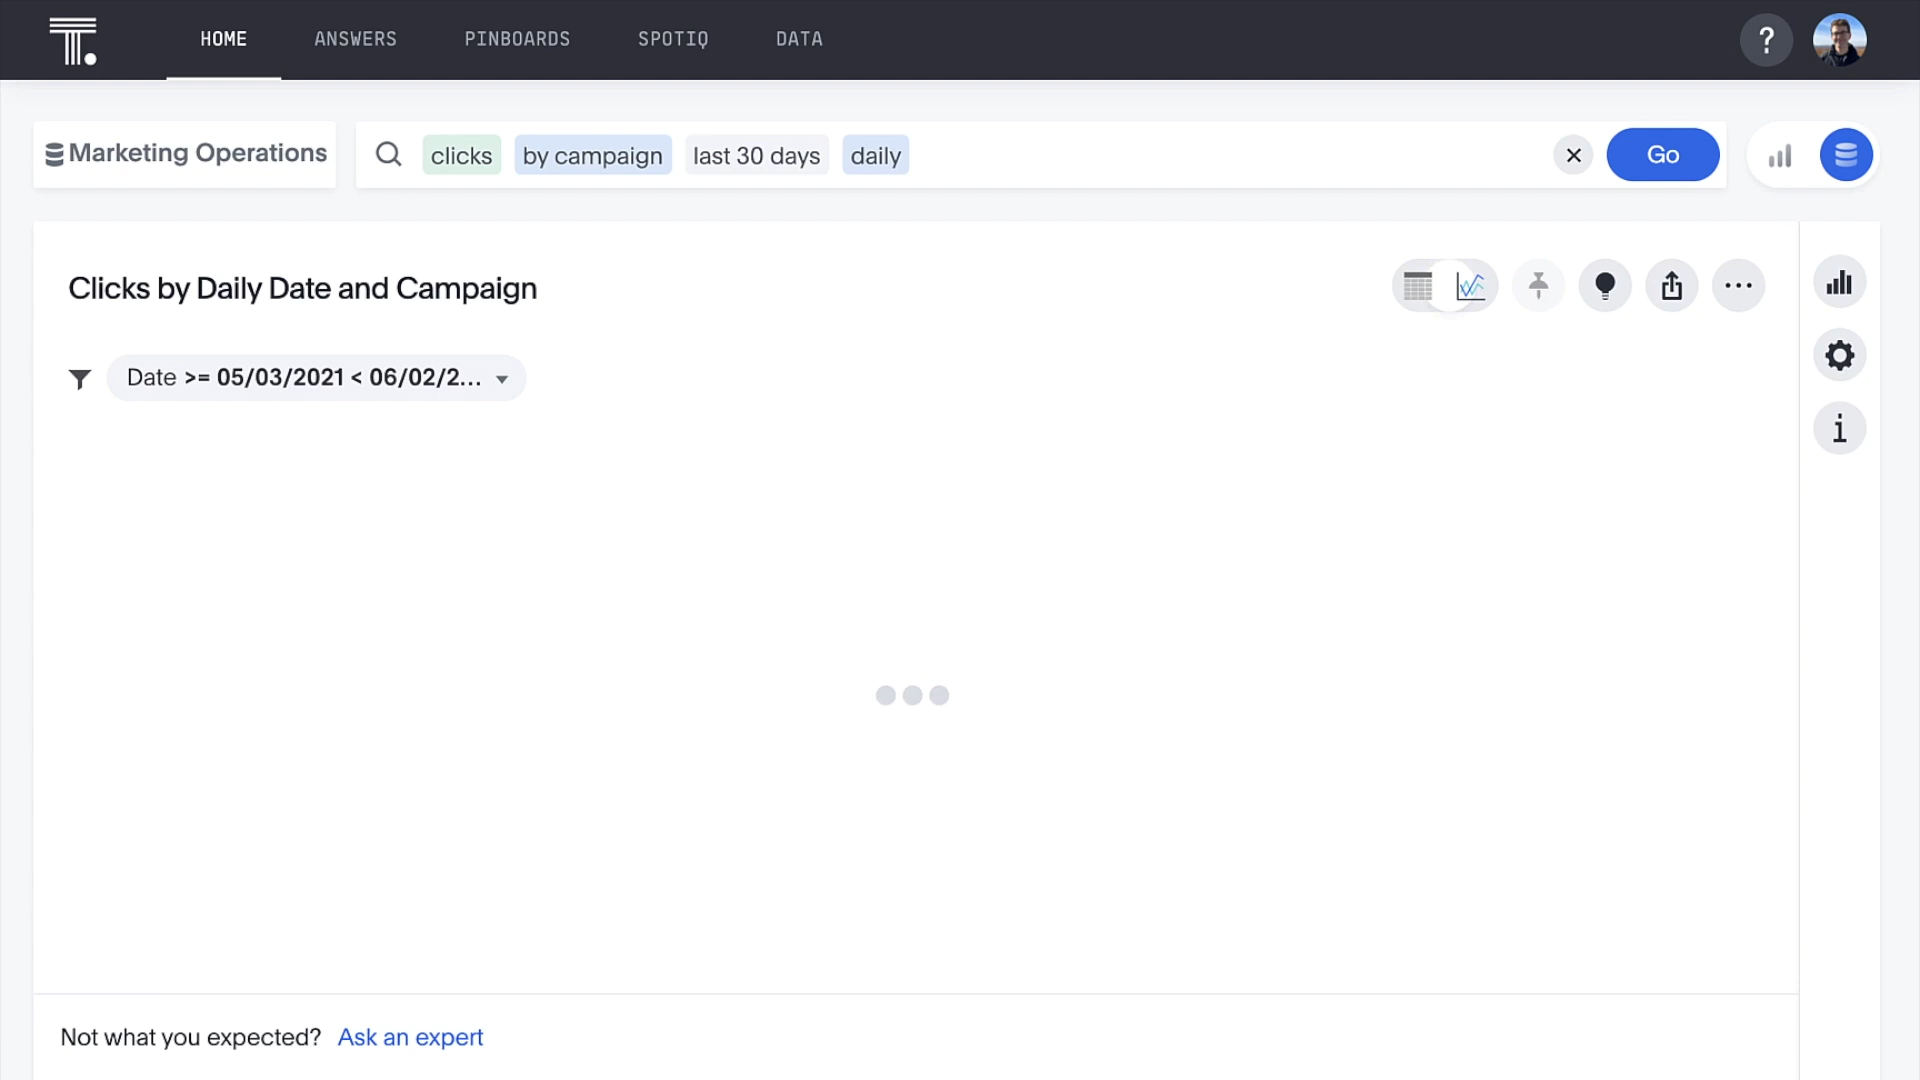 HOME ANSWERS PINBOARDS SPOTIQ DATA ?
Marketing Operations clicks by campaign last 30 days daily Go
Clicks by Daily Date and Campaign
Date >= 05/03/2021 < 06/02/2...
Not what you expected? Ask an expert